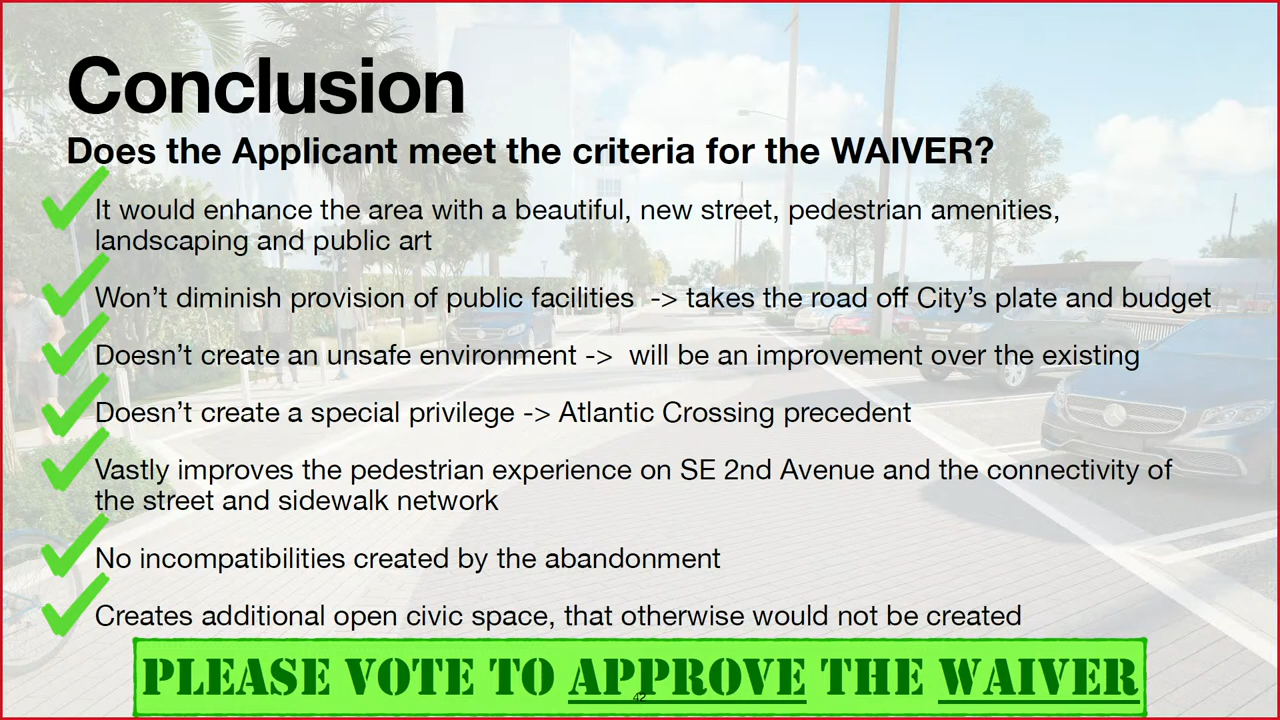 Conclusion
Does the Applicant meet the criteria for the WAIVER?
It would enhance the area with a beautiful, new street, pedestrian amenities,
landscaping and public art
Won’t diminish provision of public facilities  -> takes the road off City’s plate and budget
Doesn’t create an unsafe environment ->  will be an improvement over the existing
Doesn’t create a special privilege -> Atlantic Crossing precedent
Vastly improves the pedestrian experience on SE 2nd Avenue and the connectivity of
the street and sidewalk network
No incompatibilities created by the abandonment
Creates additional open civic space, that otherwise would not be created
PLEASE VOTE TO APPROVE THE WAIVER
42